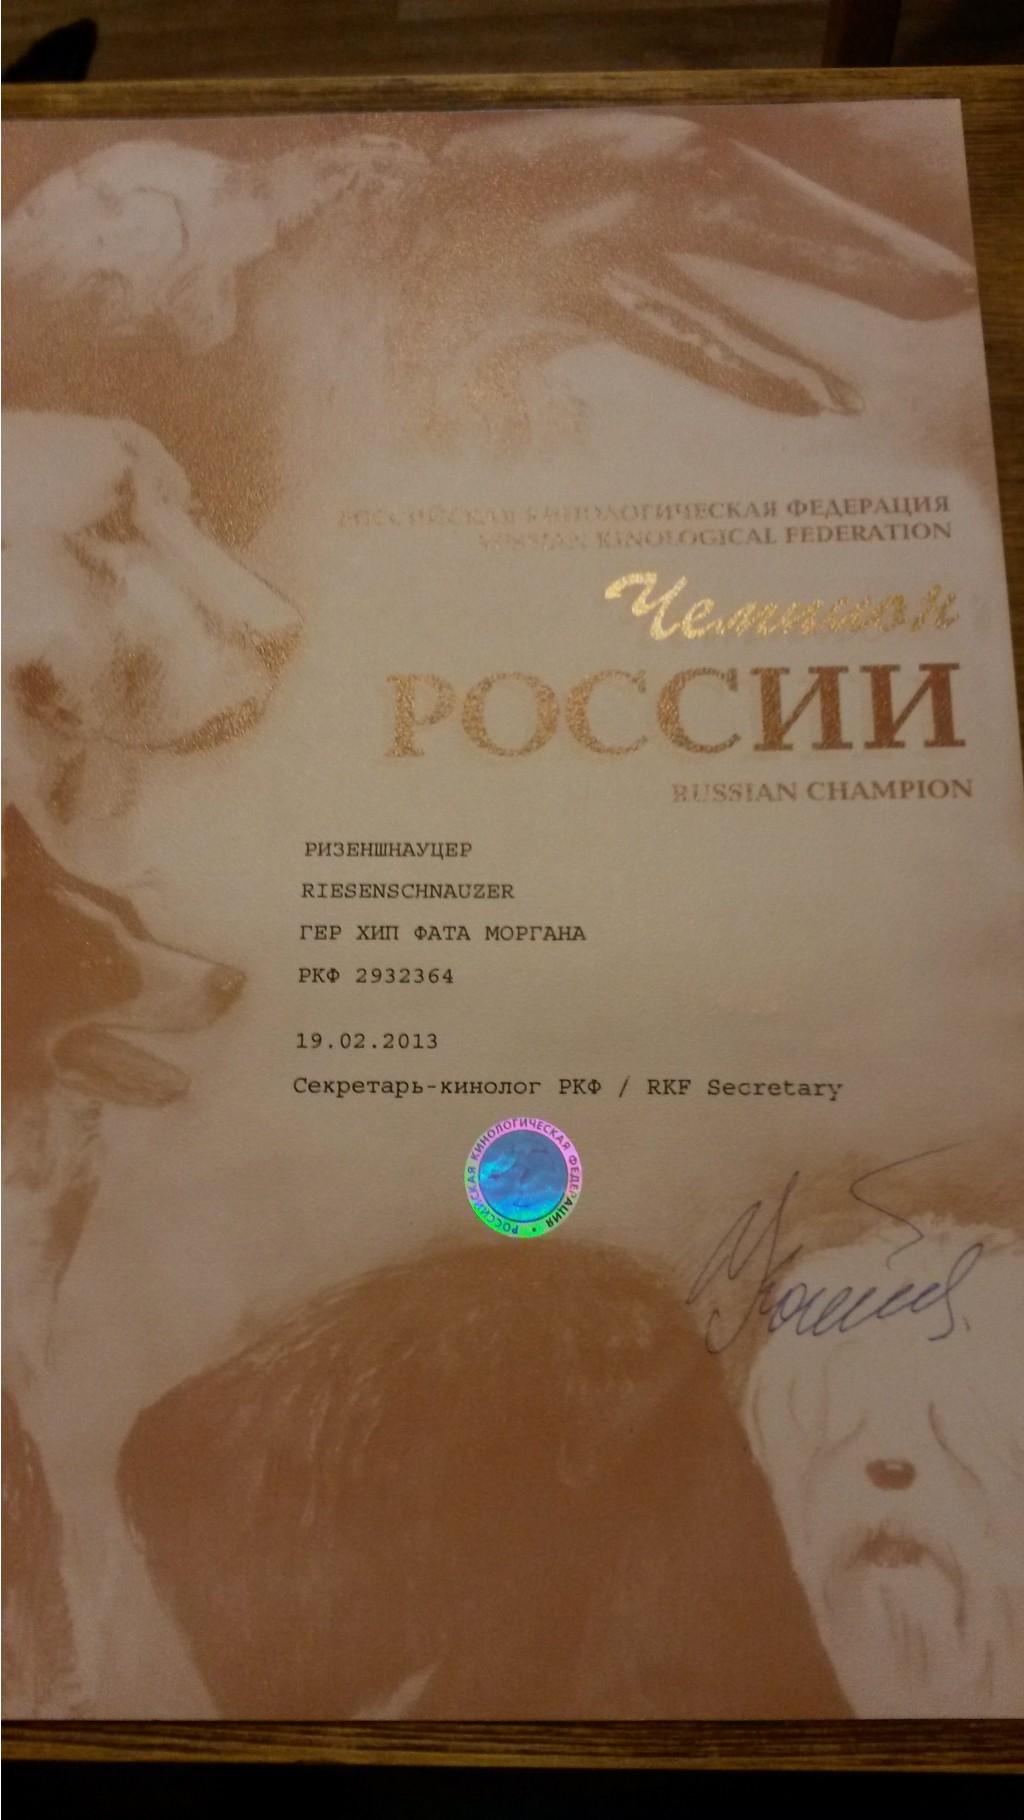 РОССИЙСКАЯ КИНОЛОГИЧЕСКАЯ ФЕДЕРАЦИЯ
RUSSIAN KINOLOGICAL FEDERATION
Чемпион
РОССИИ
RUSSIAN CHAMPION
РИЗЕНШНАУЦЕР
RIESENSCHNAUZER
ГЕР ХИП ФАТА МОРГАНА
РКФ 2932364
19.02.2013
Секретарь-кинолог РКФ / RKF Secretary
РОССИЙСКАЯ КИНОЛОГИЧЕСКАЯ ФЕДЕРАЦИЯ •